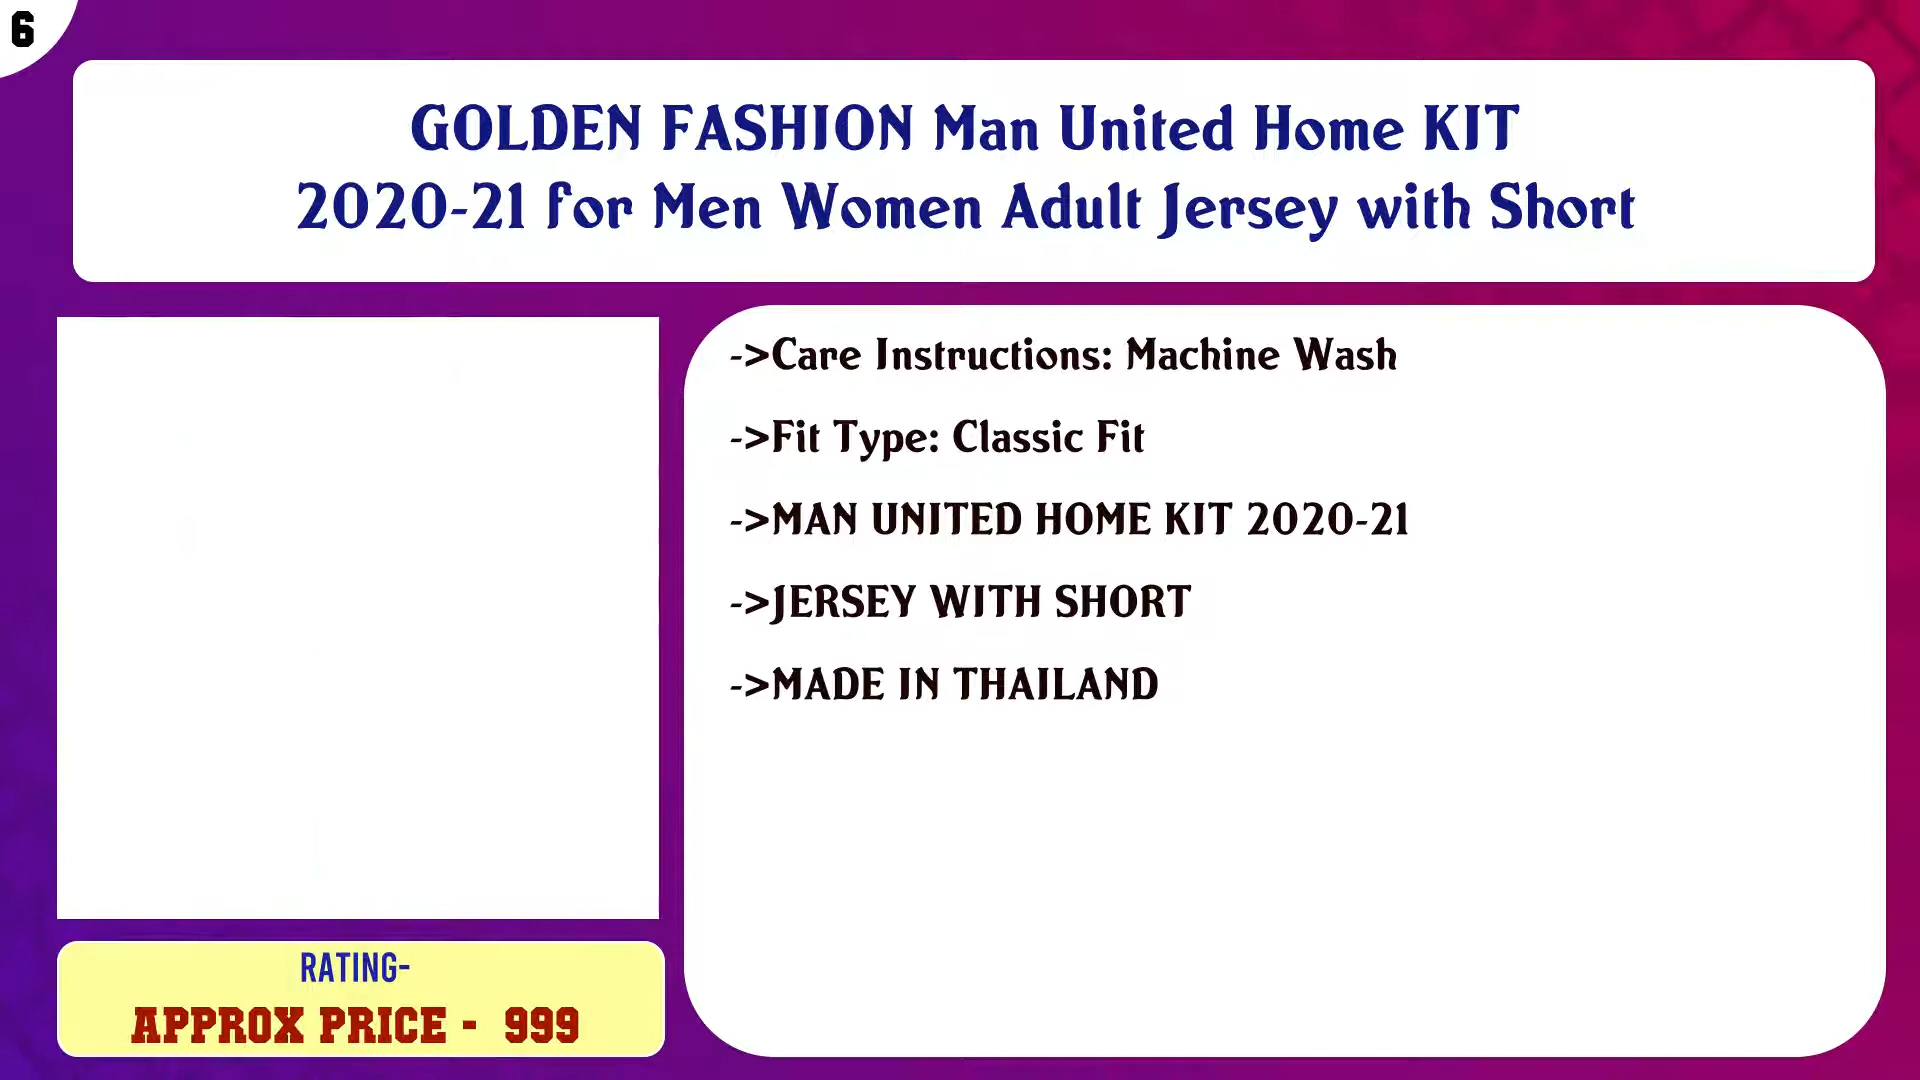 6
GOLDEN FASHION Man United Home KIT
2020-21 for Men Women Adult Jersey with Short
->Care Instructions: Machine Wash
->Fit Type: Classic Fit
->MAN UNITED HOME KIT 2020-21
->JERSEY WITH SHORT
->MADE IN THAILAND
RATING-
APPROX PRICE - 999